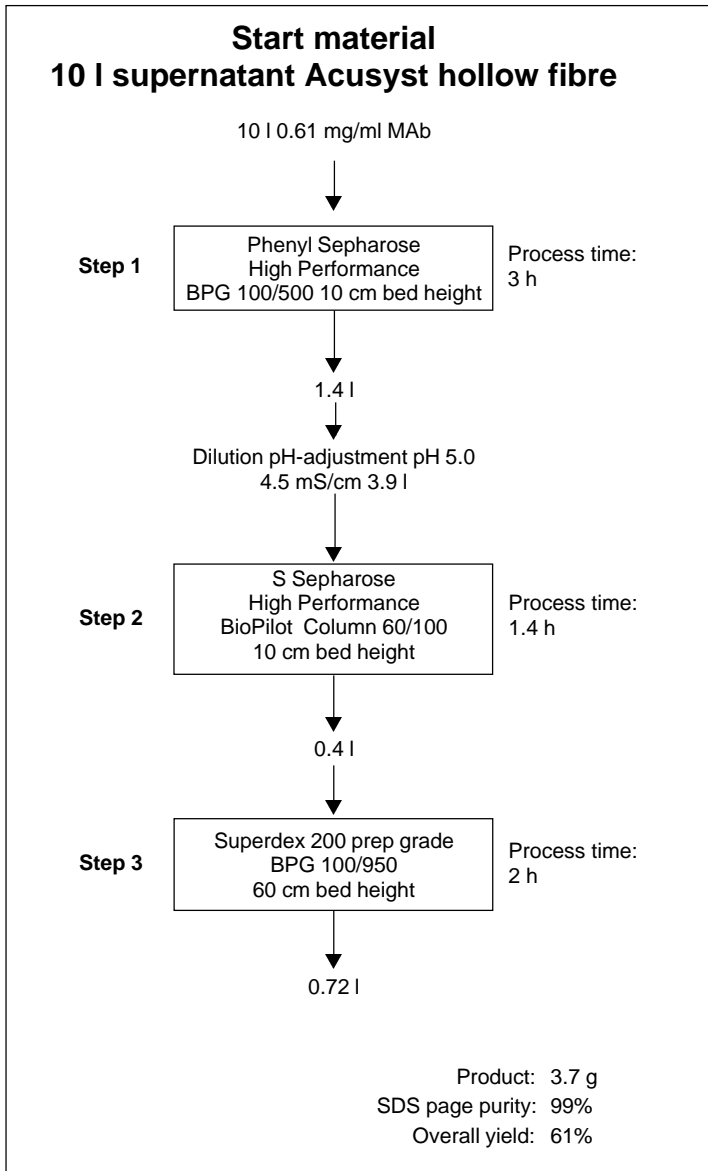 Start material
10 l supernatant Acusyst hollow fibre
10 l 0.61 mg/ml MAb
Step 1
Phenyl Sepharose
High Performance
BPG 100/500 10 cm bed height
Process time:
3 h
1.4 l
Dilution pH-adjustment pH 5.0
4.5 mS/cm 3.9 l
Step 2
S Sepharose
High Performance
BioPilot Column 60/100
10 cm bed height
Process time:
1.4 h
0.4 l
Step 3
Superdex 200 prep grade
BPG 100/950
60 cm bed height
Process time:
2 h
0.72 l
Product: 3.7 g
SDS page purity: 99%
Overall yield: 61%